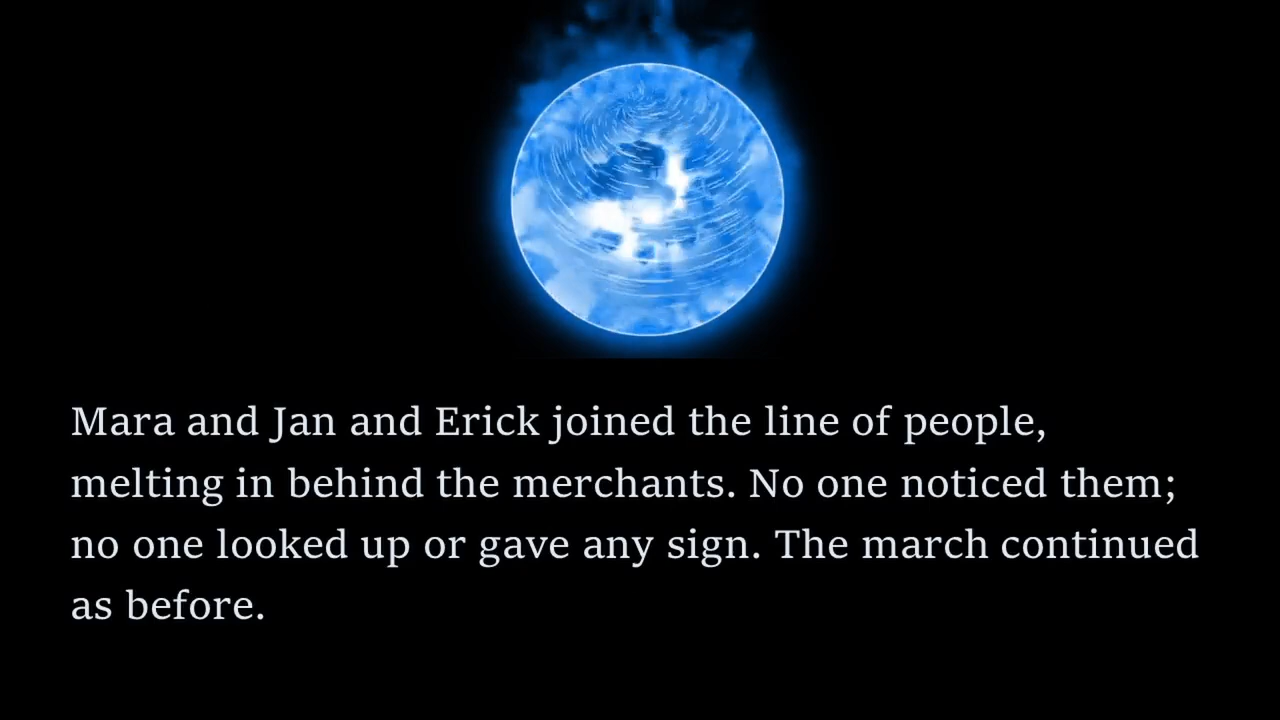 Mara and Jan and Erick joined the line of people,
melting in behind the merchants. No one noticed them;
no one looked up or gave any sign. The march continued
as before.